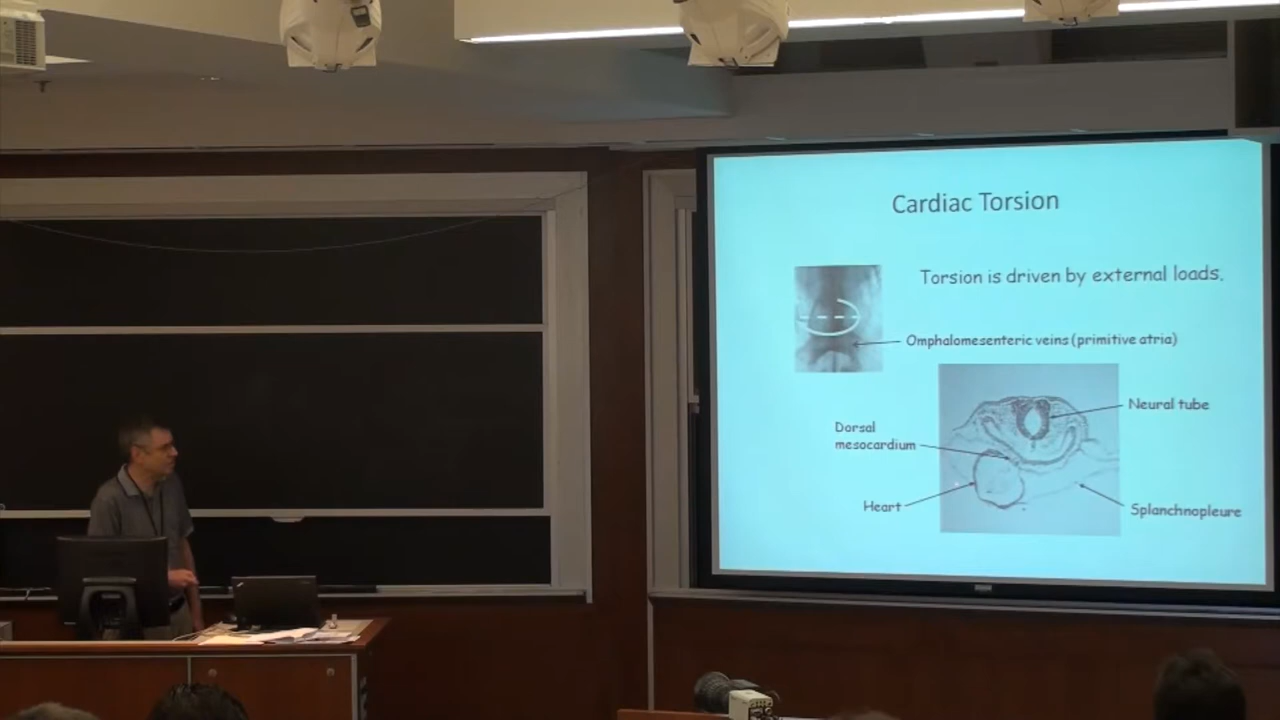 Cardiac Torsion
Torsion is driven by external loads.
Omphalomesenteric veins (primitive atria)
Neural tube
Dorsal
mesocardium
Heart
Splanchnopleure